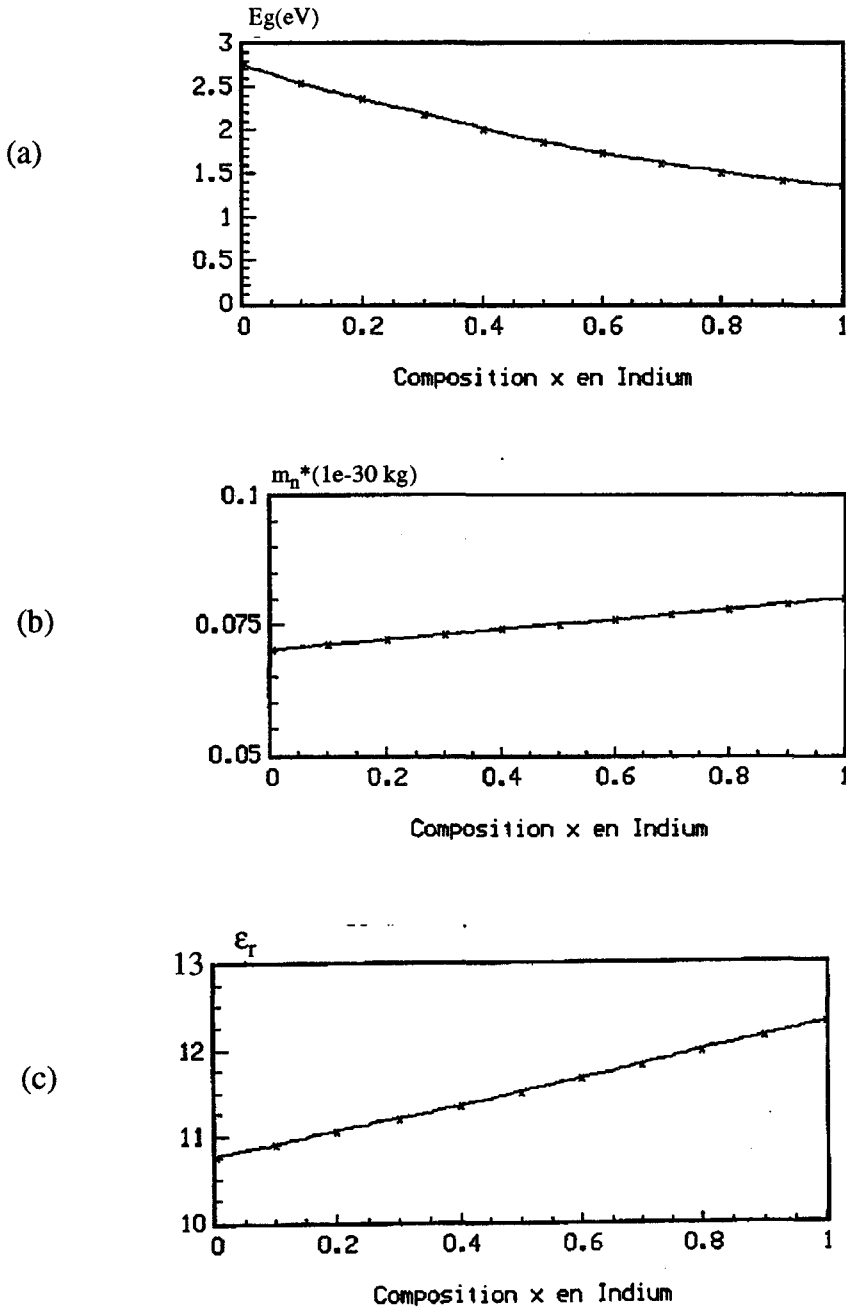 Eg(eV)
3
2.5
(a)
2
1.5
1
0.5
0
0 0.2 0.4 0.6 0.8 1
Composition x en Indium
mn*(1e-30 kg)
0.1
(b)
0.075
0.05
0 0.2 0.4 0.6 0.8 1
Composition x en Indium
εr
13
12
(c)
11
10
0 0.2 0.4 0.6 0.8 1
Composition x en Indium